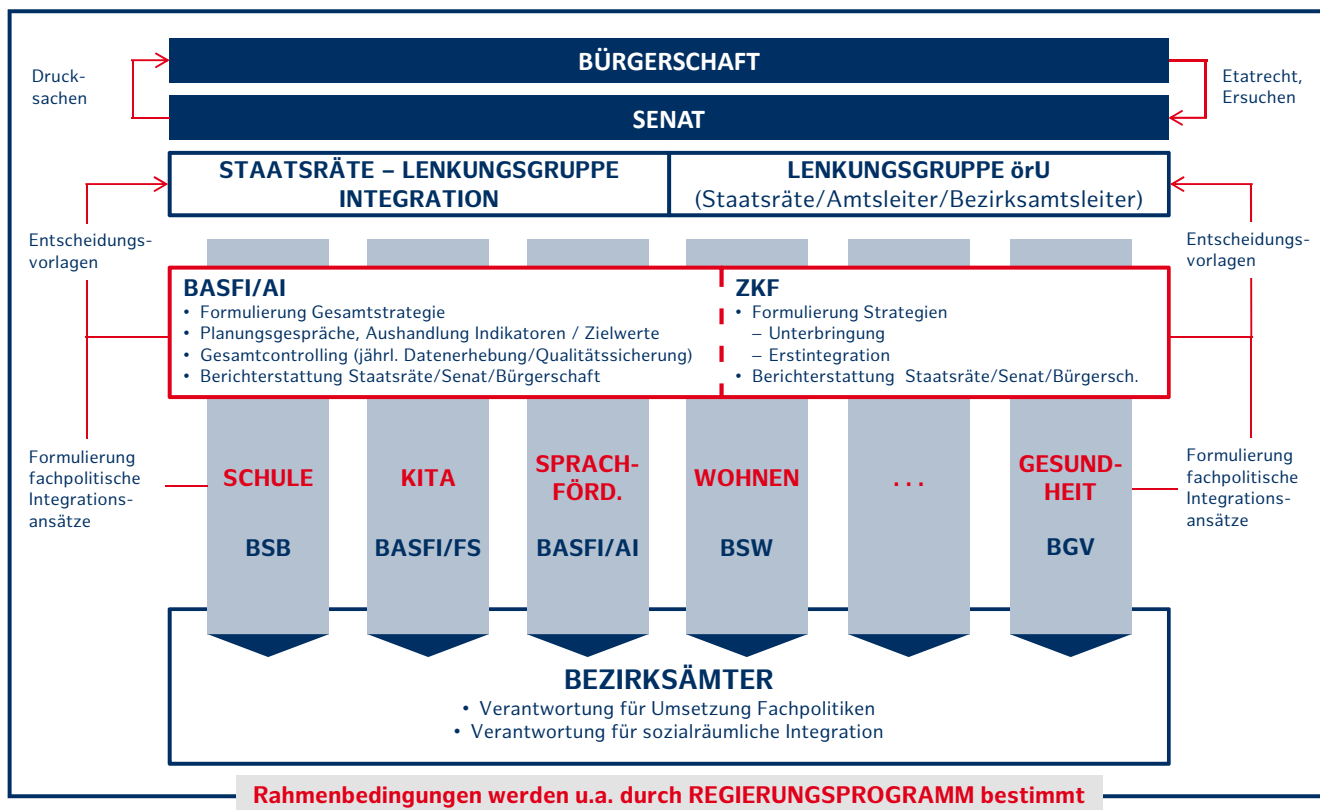 BÜRGERSCHAFT
Druck-
sachen
Etatrecht,
Ersuchen
SENAT
STAATSRÄTE – LENKUNGSGRUPPE
INTEGRATION
LENKUNGSGRUPPE örU
(Staatsräte/Amtsleiter/Bezirksamtsleiter)
Entscheidungs-
vorlagen
Entscheidungs-
vorlagen
BASFI/AI
• Formulierung Gesamtstrategie
• Planungsgespräche, Aushandlung Indikatoren / Zielwerte
• Gesamtcontrolling (jährl. Datenerhebung/Qualitätssicherung)
• Berichterstattung Staatsräte/Senat/Bürgerschaft
ZKF
• Formulierung Strategien
– Unterbringung
– Erstintegration
• Berichterstattung Staatsräte/Senat/Bürgersch.
Formulierung
fachpolitische
Integrations-
ansätze
SCHULE
BSB
KITA
BASFI/FS
SPRACH-
FÖRD.
BASFI/AI
WOHNEN
BSW
...
GESUND-
HEIT
BGV
Formulierung
fachpolitische
Integrations-
ansätze
BEZIRKSÄMTER
• Verantwortung für Umsetzung Fachpolitiken
• Verantwortung für sozialräumliche Integration
Rahmenbedingungen werden u.a. durch REGIERUNGSPROGRAMM bestimmt